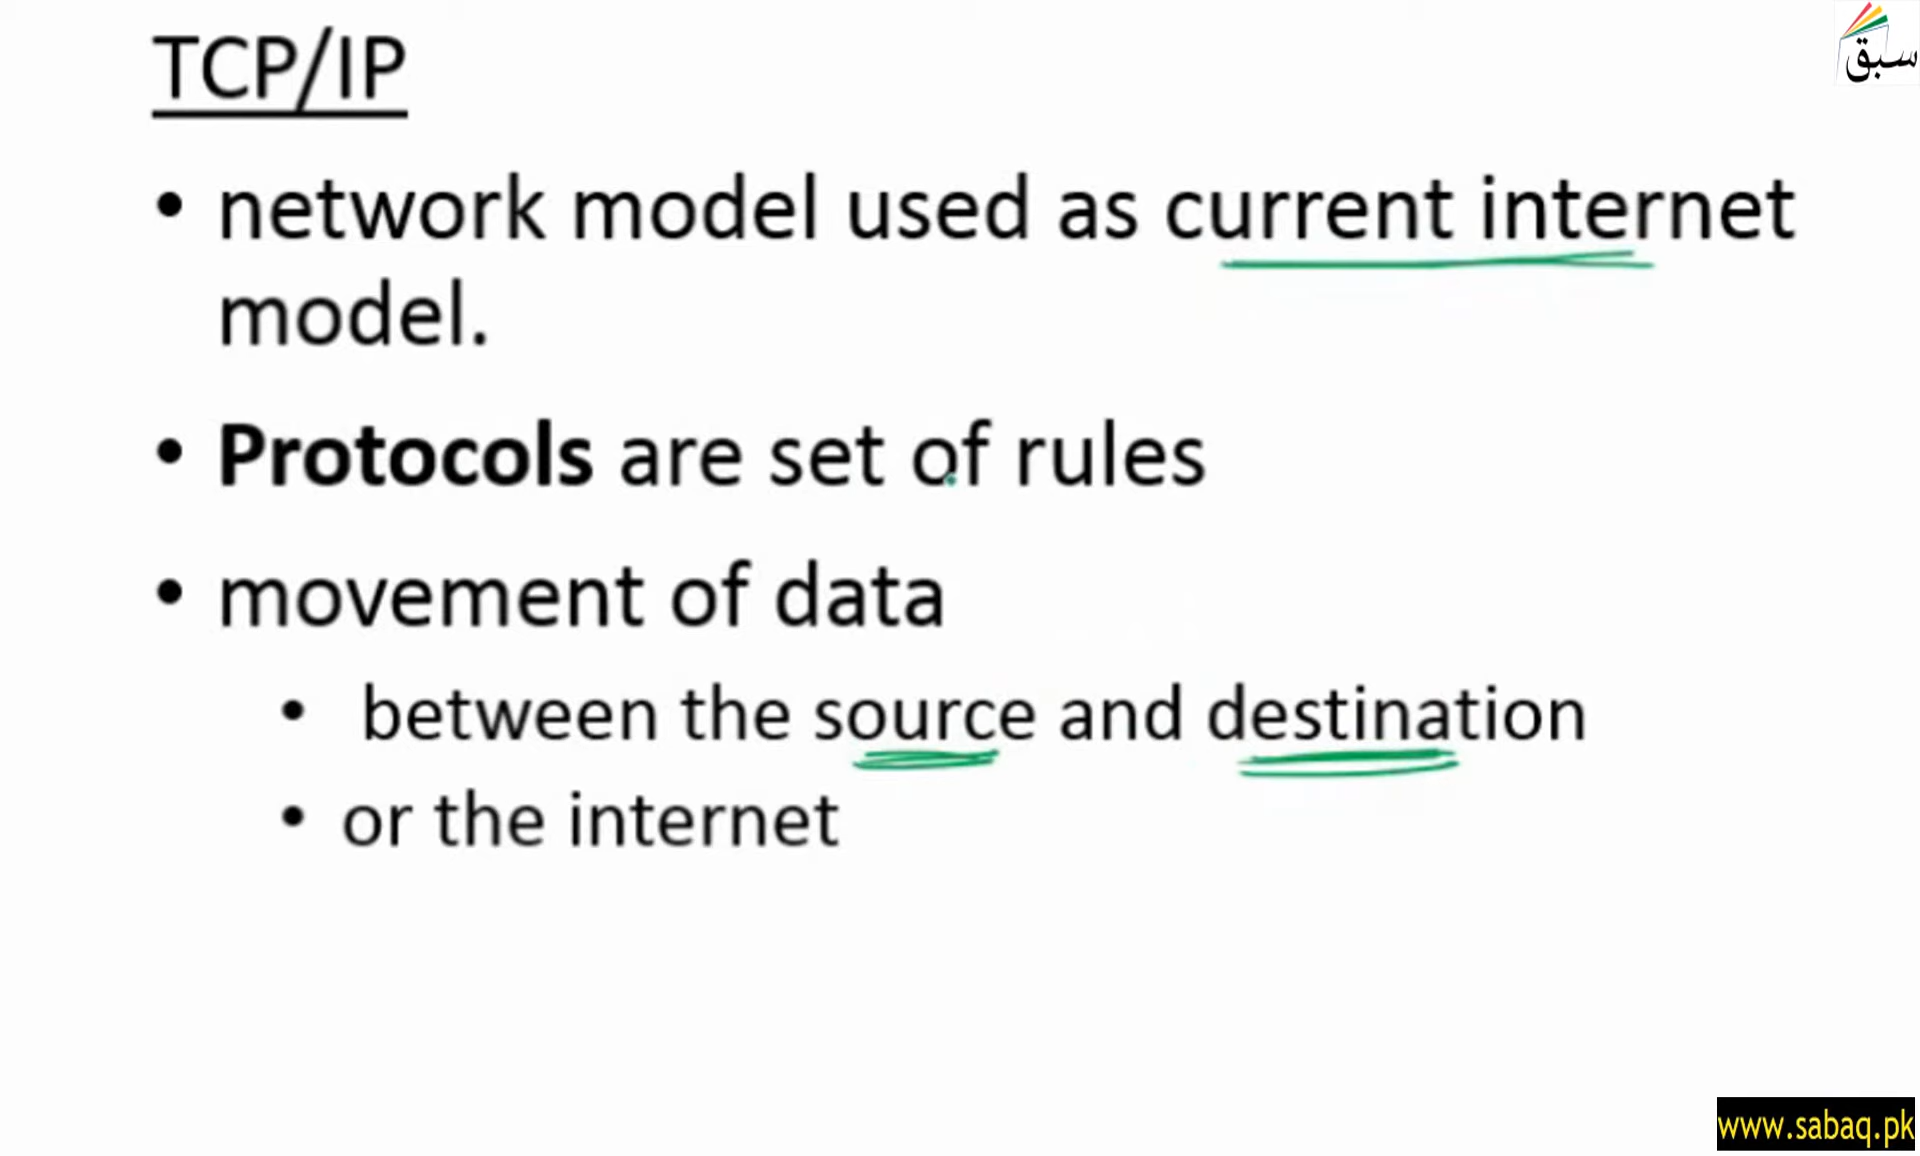 سبق
TCP/IP
• network model used as current internet
model.
• Protocols are set of rules
• movement of data
• between the source and destination
• or the internet
www.sabaq.pk